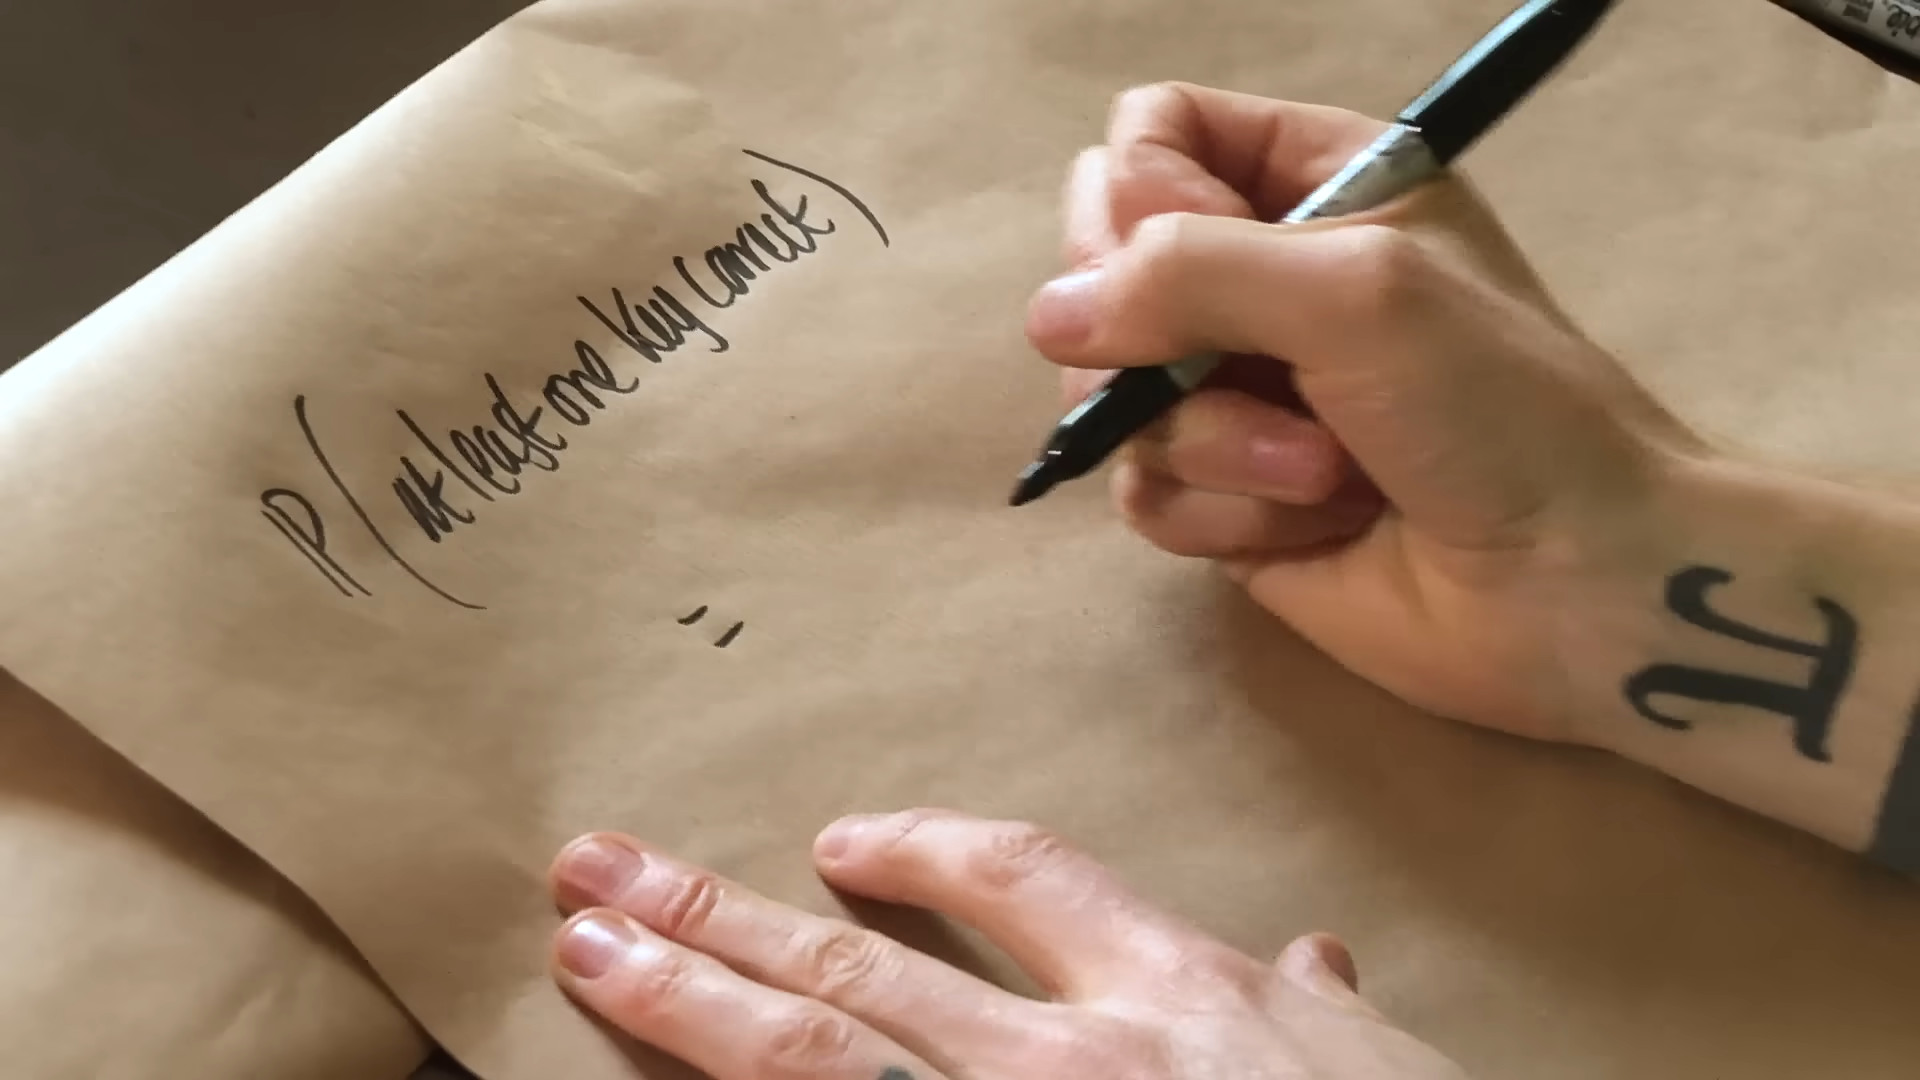 P(at least one key correct)
=
π